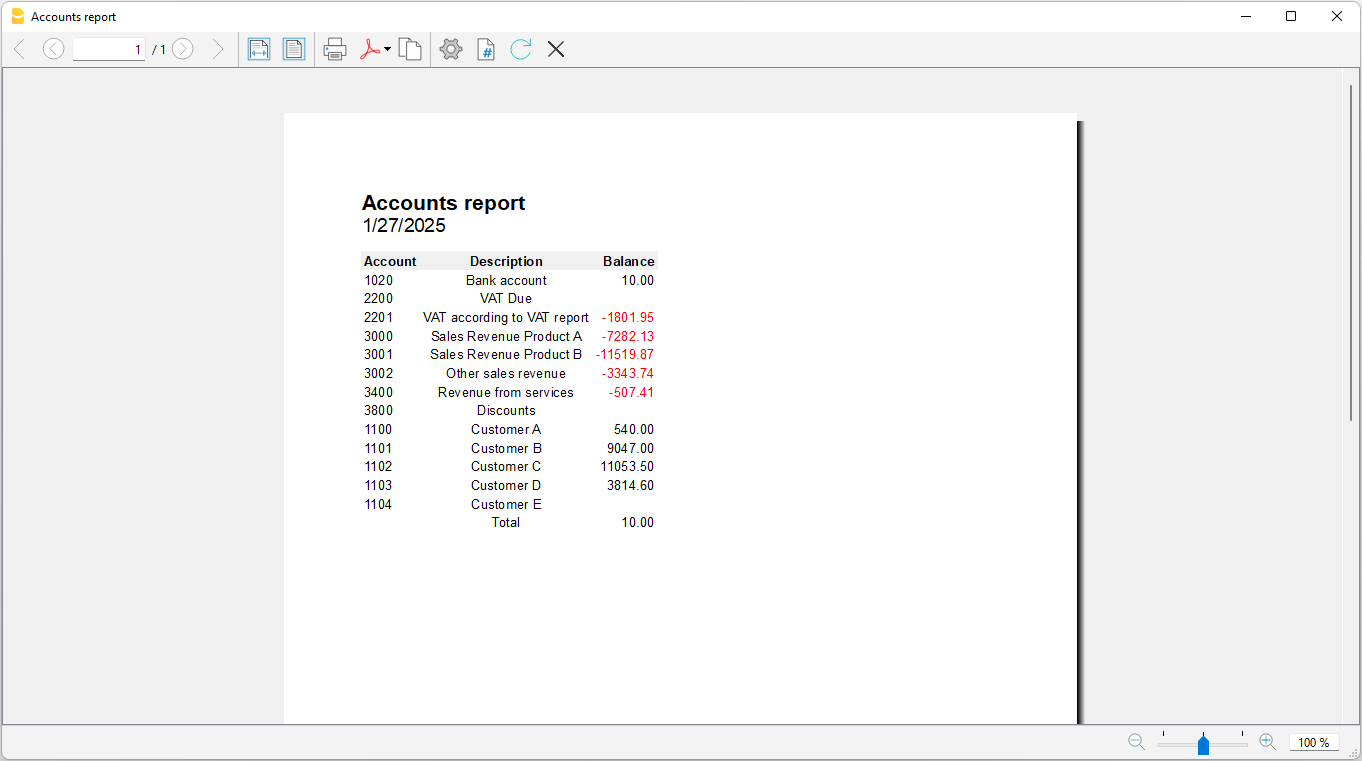 Accounts report
1 / 1
#
Accounts report
1/27/2025
Account Description Balance
1020 Bank account 10.00
2200 VAT Due
2201 VAT according to VAT report -1801.95
3000 Sales Revenue Product A -7282.13
3001 Sales Revenue Product B -11519.87
3002 Other sales revenue -3343.74
3400 Revenue from services -507.41
3800 Discounts
1100 Customer A 540.00
1101 Customer B 9047.00
1102 Customer C 11053.50
1103 Customer D 3814.60
1104 Customer E
Total 10.00
100 %